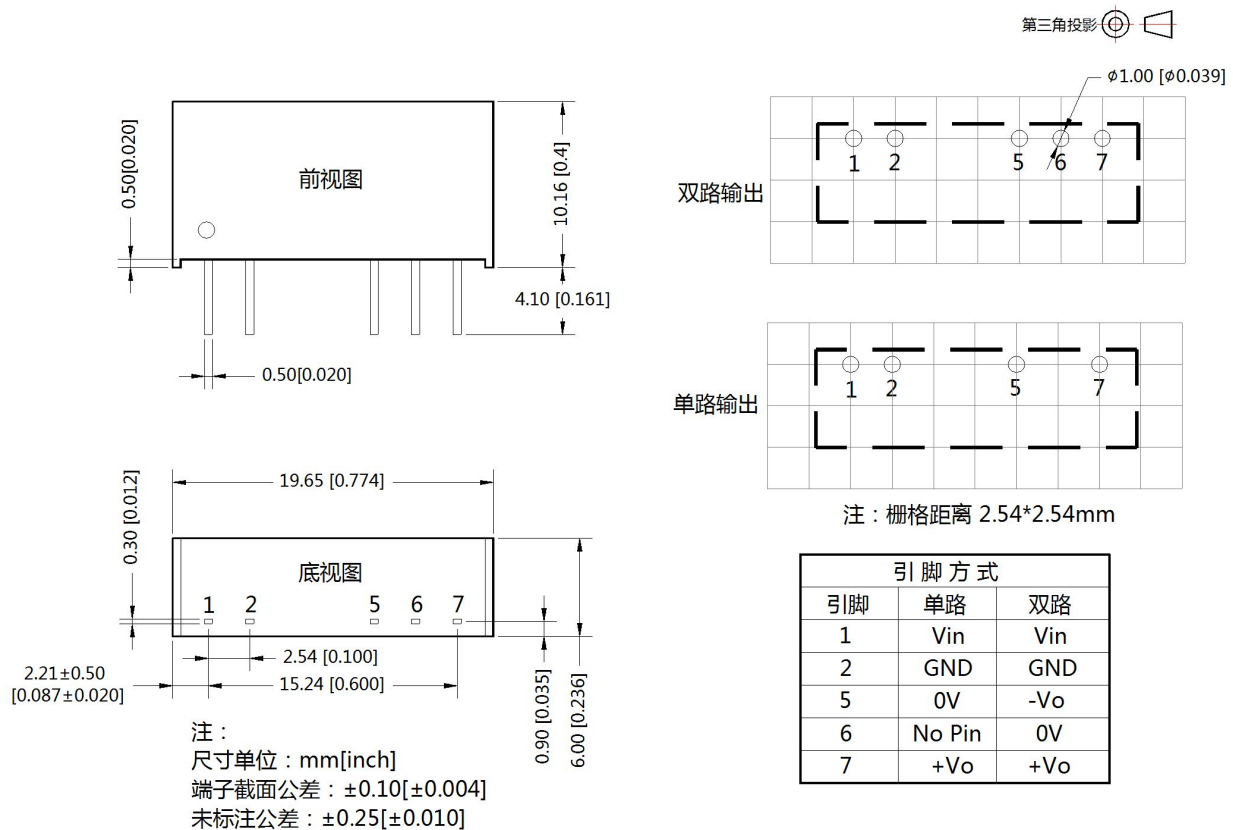 第三角投影
0.50[0.020]
前视图
10.16 [0.4]
4.10 [0.161]
0.50[0.020]
19.65 [0.774]
0.30 [0.012]
底视图
1 2 5 6 7
2.54 [0.100]
15.24 [0.600]
2.21±0.50
[0.087±0.020]
0.90 [0.035]
6.00 [0.236]
注：
尺寸单位：mm[inch]
端子截面公差：±0.10[±0.004]
未标注公差：±0.25[±0.010]
ϕ1.00 [ϕ0.039]
双路输出
1 2 5 6 7
单路输出
1 2 5 7
注：栅格距离 2.54*2.54mm
引 脚 方 式
引脚 单路 双路
1 Vin Vin
2 GND GND
5 0V -Vo
6 No Pin 0V
7 +Vo +Vo